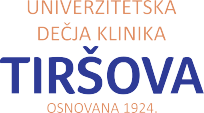 UNIVERZITETSKA
DEČJA KLINIKA
TIRŠOVA
OSNOVANA 1924.